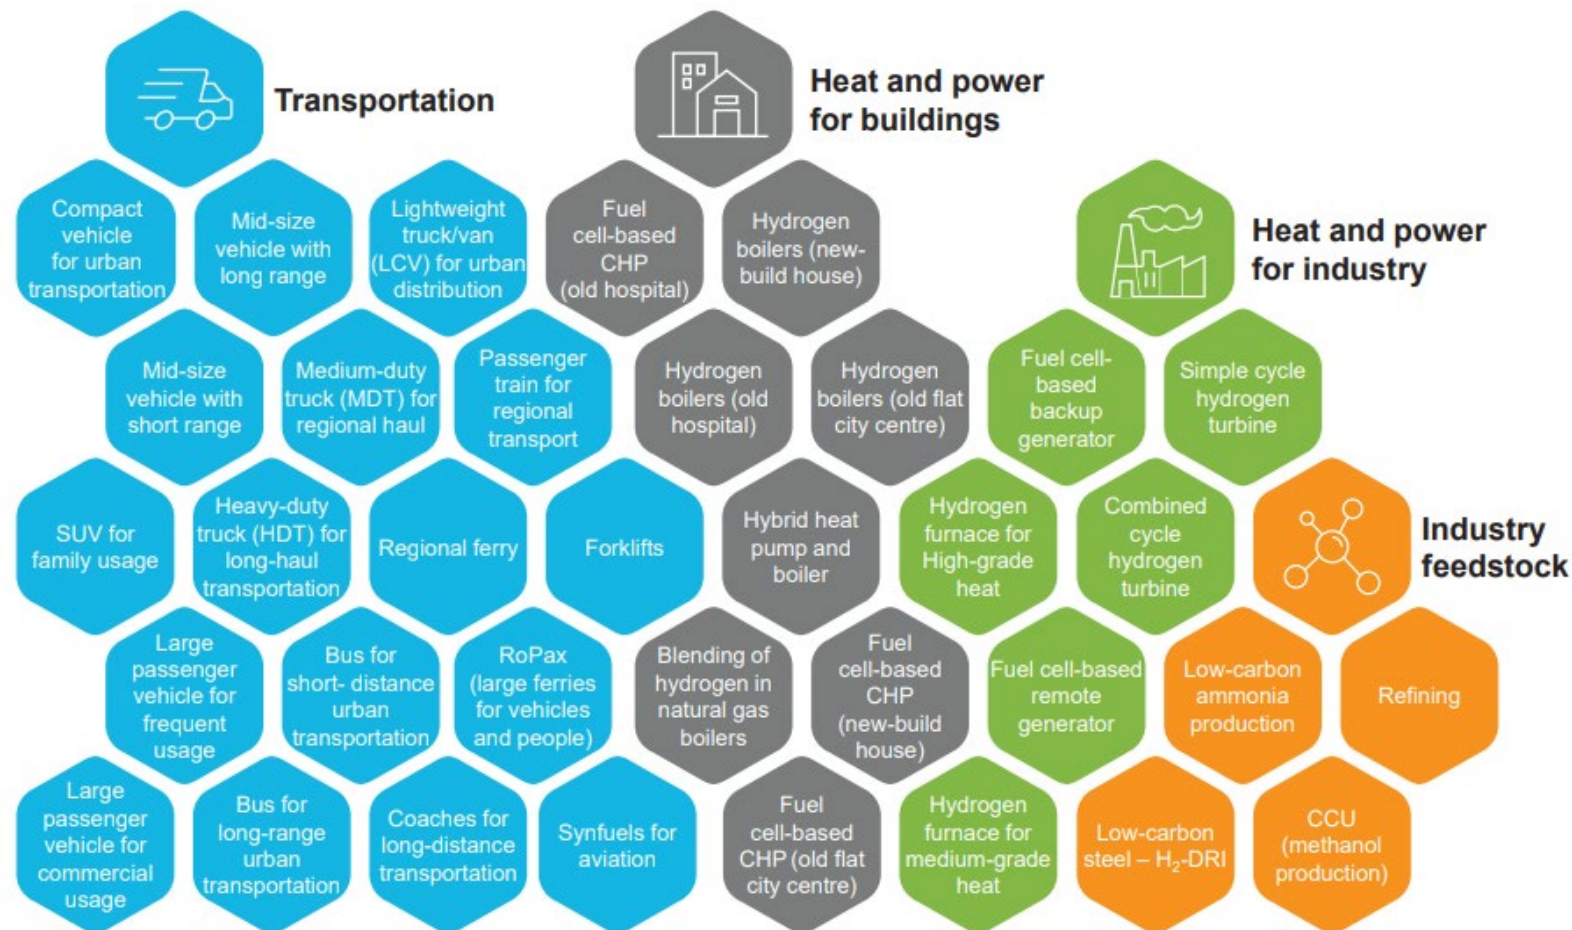 Transportation
Heat and power
for buildings
Compact
vehicle
for urban
transportation
Mid-size
vehicle with
long range
Lightweight
truck/van
(LCV) for urban
distribution
Fuel
cell-based
CHP
(old hospital)
Hydrogen
boilers (new-
build house)
Heat and power
for industry
Mid-size
vehicle with
short range
Medium-duty
truck (MDT) for
regional haul
Passenger
train for
regional
transport
Hydrogen
boilers (old
hospital)
Hydrogen
boilers (old flat
city centre)
Fuel cell-
based
backup
generator
Simple cycle
hydrogen
turbine
SUV for
family usage
Heavy-duty
truck (HDT) for
long-haul
transportation
Regional ferry
Forklifts
Hybrid heat
pump and
boiler
Hydrogen
furnace for
High-grade
heat
Combined
cycle
hydrogen
turbine
Industry
feedstock
Large
passenger
vehicle for
frequent
usage
Bus for
short- distance
urban
transportation
RoPax
(large ferries
for vehicles
and people)
Blending of
hydrogen in
natural gas
boilers
Fuel
cell-based
CHP
(new-build
house)
Fuel cell-based
remote
generator
Low-carbon
ammonia
production
Refining
Large
passenger
vehicle for
commercial
usage
Bus for
long-range
urban
transportation
Coaches for
long-distance
transportation
Synfuels for
aviation
Fuel
cell-based
CHP (old flat
city centre)
Hydrogen
furnace for
medium-grade
heat
Low-carbon
steel – H₂-DRI
CCU
(methanol
production)